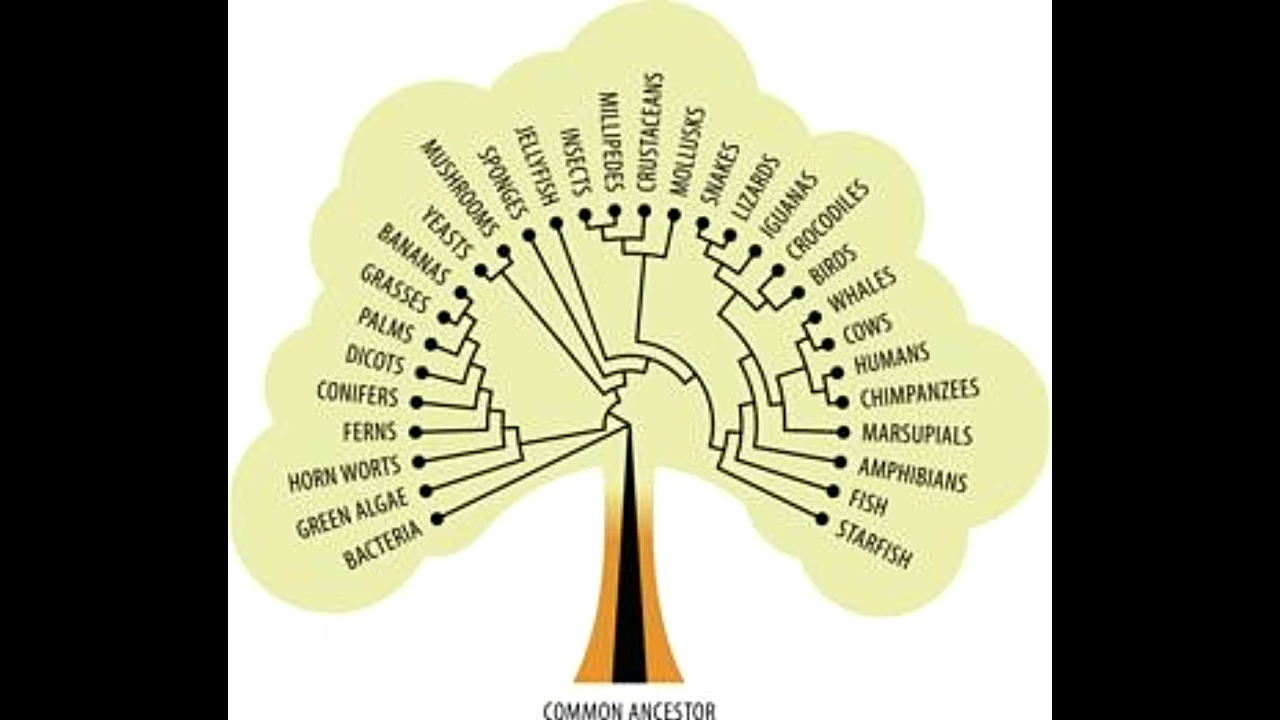 BACTERIA
GREEN ALGAE
HORN WORTS
FERNS
CONIFERS
DICOTS
PALMS
GRASSES
BANANAS
YEASTS
MUSHROOMS
SPONGES
JELLYFISH
INSECTS
MILLIPEDES
CRUSTACEANS
MOLLUSKS
SNAKES
LIZARDS
IGUANAS
CROCODILES
BIRDS
WHALES
COWS
HUMANS
CHIMPANZEES
MARSUPIALS
AMPHIBIANS
FISH
STARFISH
COMMON ANCESTOR